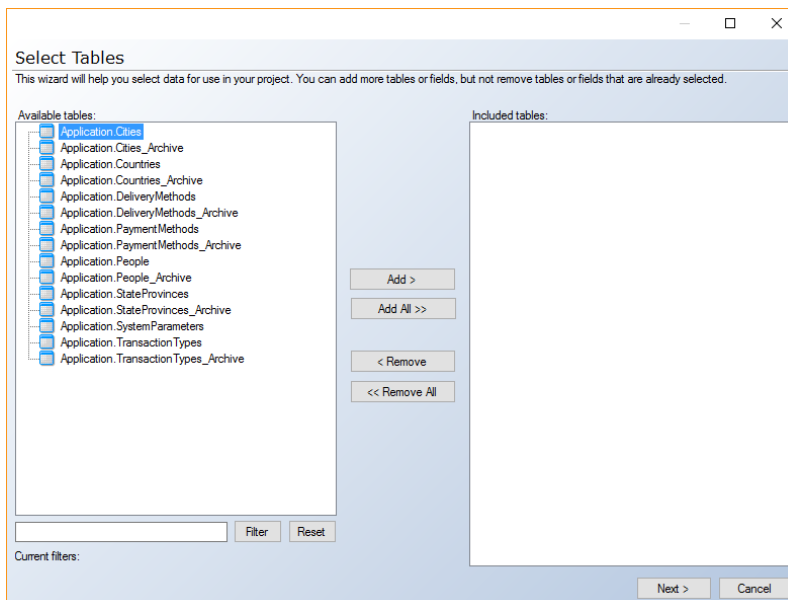 Select Tables
This wizard will help you select data for use in your project. You can add more tables or fields, but not remove tables or fields that are already selected.
Available tables:
Application.Cities
Application.Cities_Archive
Application.Countries
Application.Countries_Archive
Application.DeliveryMethods
Application.DeliveryMethods_Archive
Application.PaymentMethods
Application.PaymentMethods_Archive
Application.People
Application.People_Archive
Application.StateProvinces
Application.StateProvinces_Archive
Application.SystemParameters
Application.TransactionTypes
Application.TransactionTypes_Archive
Filter
Reset
Current filters:
Add >
Add All >>
< Remove
<< Remove All
Included tables:
Next >
Cancel